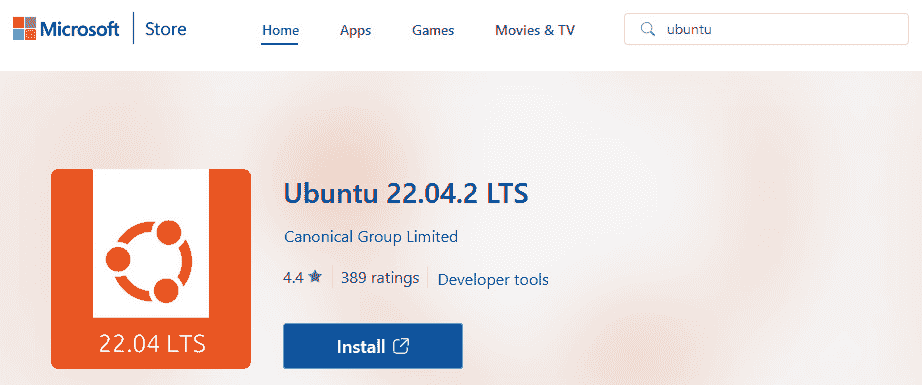 Microsoft Store
Home Apps Games Movies & TV
ubuntu
Ubuntu 22.04.2 LTS
Canonical Group Limited
4.4 389 ratings Developer tools
22.04 LTS
Install